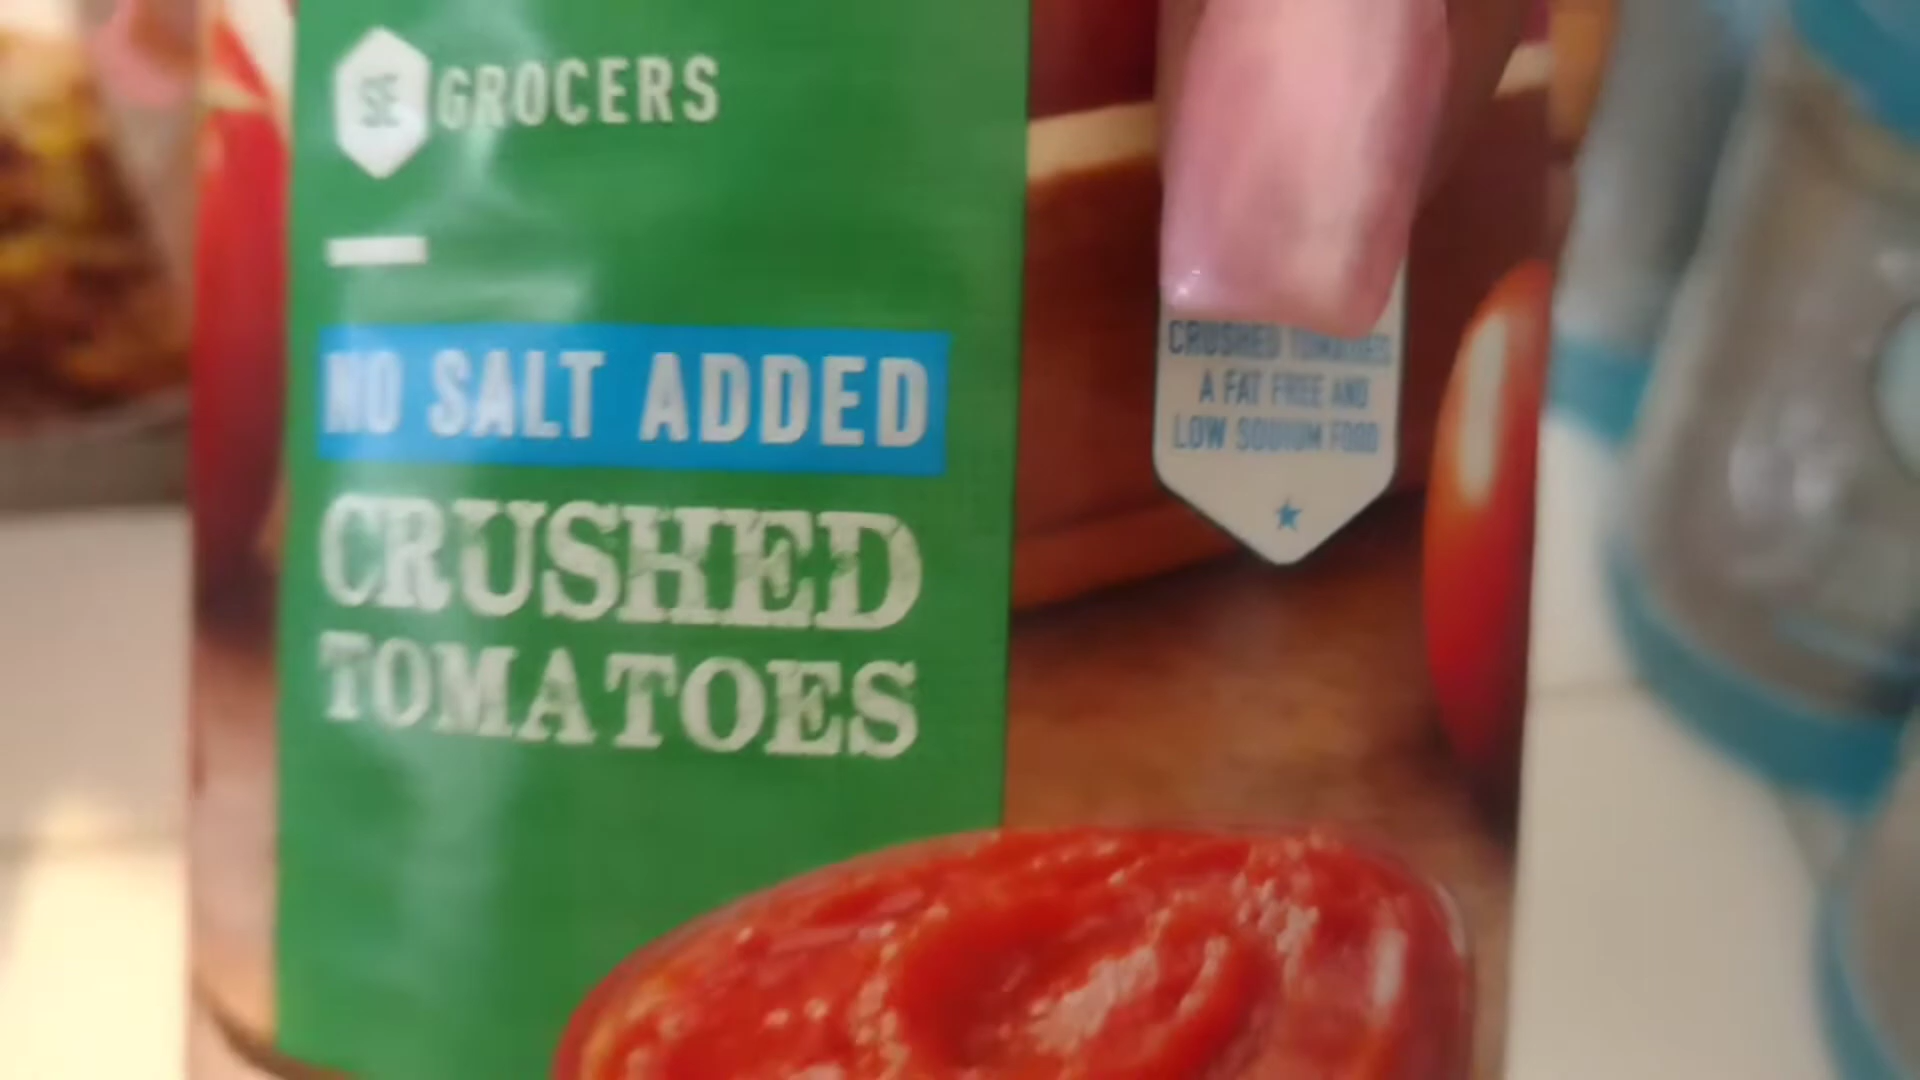 SE GROCERS
NO SALT ADDED
CRUSHED
TOMATOES
CRUSHED TOMATOES
A FAT FREE AND
LOW SODIUM FOOD